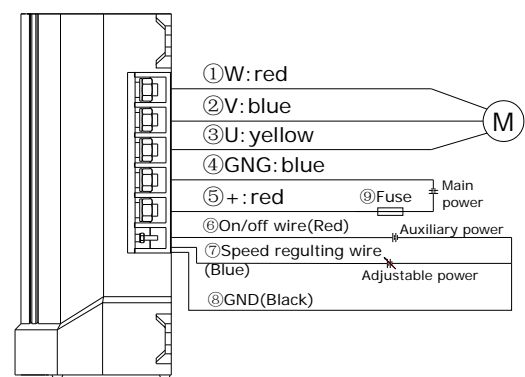 ①W:red
②V:blue
③U:yellow
M
④GNG:blue
Main
power
⑤+:red
⑨Fuse
⑥On/off wire(Red)
Auxiliary power
⑦Speed regulting wire
(Blue)
Adjustable power
⑧GND(Black)